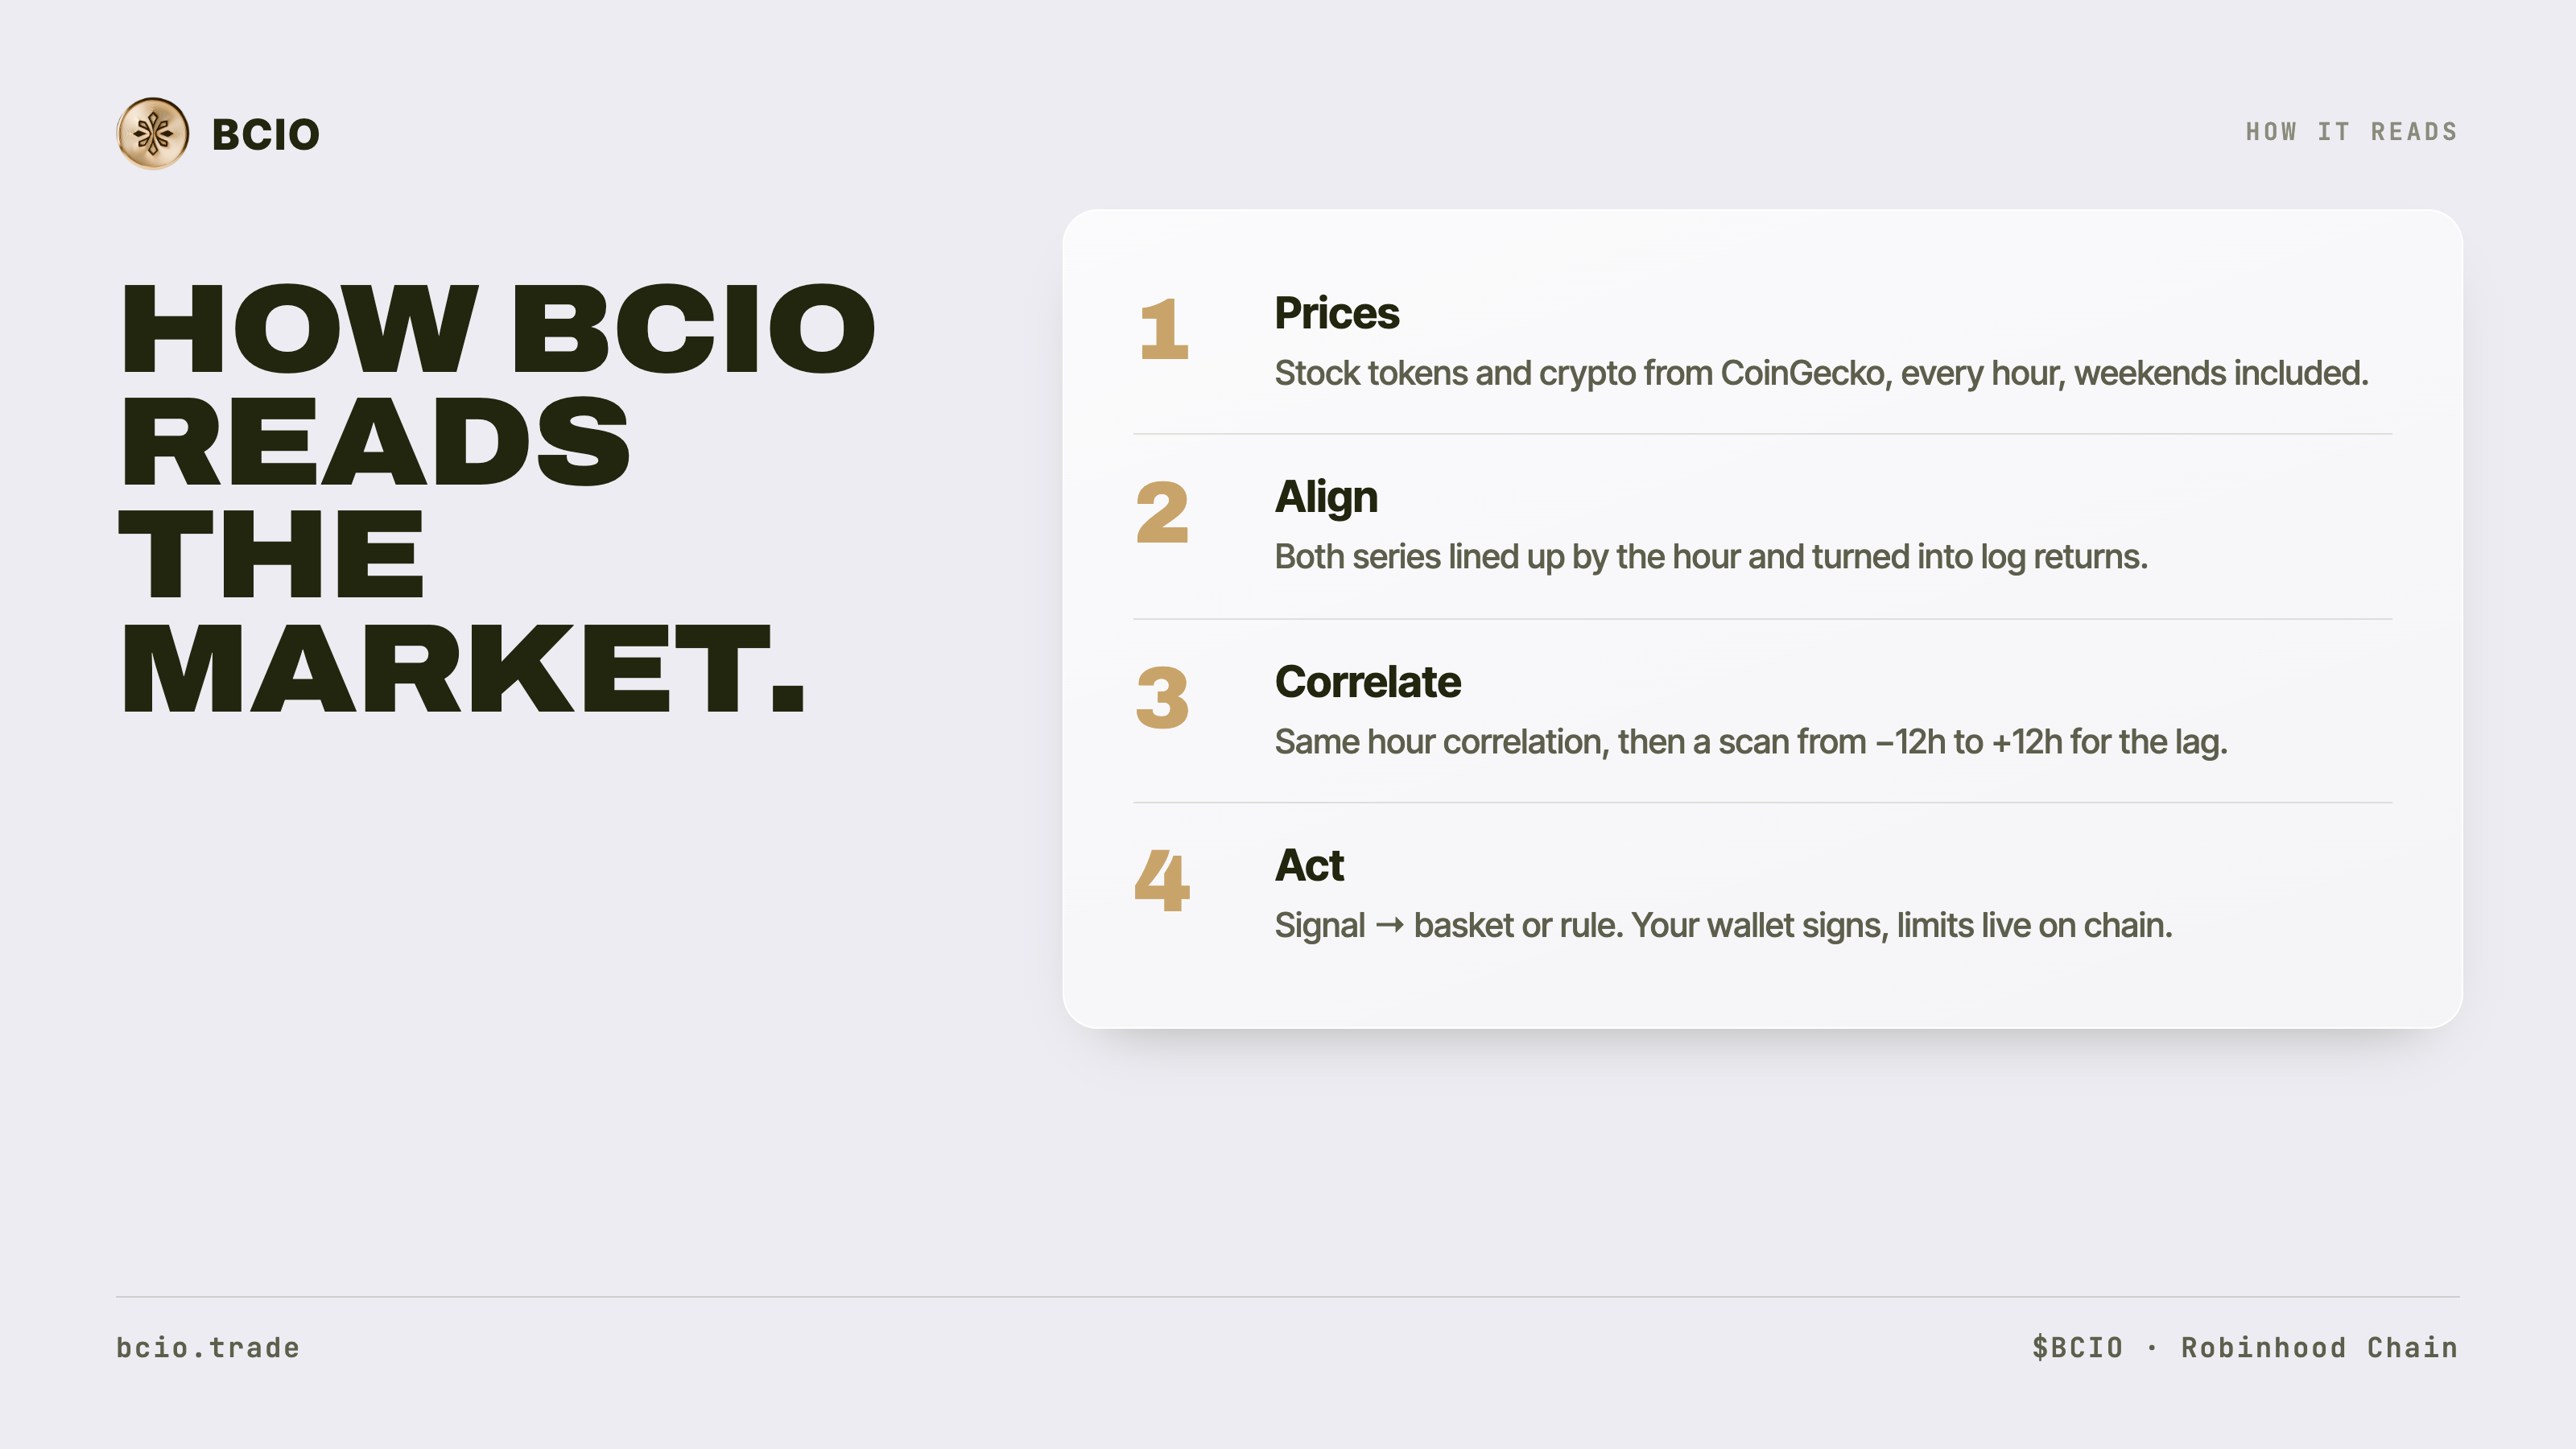 BCIO
HOW IT READS
HOW BCIO
READS
THE
MARKET.
1
Prices
Stock tokens and crypto from CoinGecko, every hour, weekends included.
2
Align
Both series lined up by the hour and turned into log returns.
3
Correlate
Same hour correlation, then a scan from −12h to +12h for the lag.
4
Act
Signal → basket or rule. Your wallet signs, limits live on chain.
bcio.trade
$BCIO · Robinhood Chain